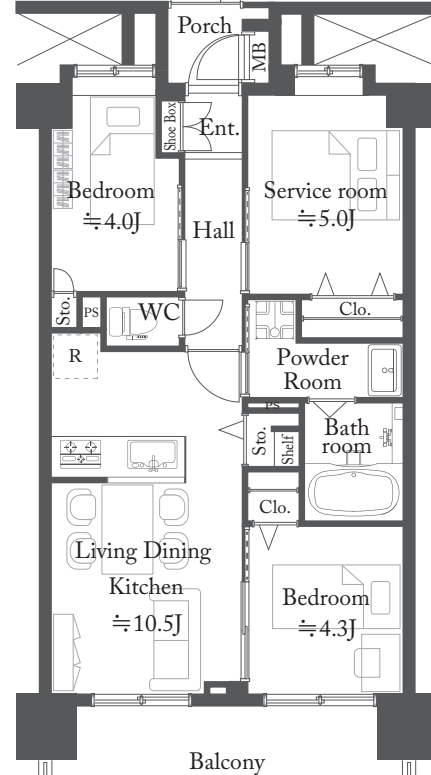 Porch
MB
Shoe Box
Ent.
Bedroom
≒4.0J
Service room
≒5.0J
Hall
Sto.
PS
WC
Clo.
R
Powder
Room
PS
Sto.
Shelf
Bath
room
Clo.
Living Dining
Kitchen
≒10.5J
Bedroom
≒4.3J
Balcony